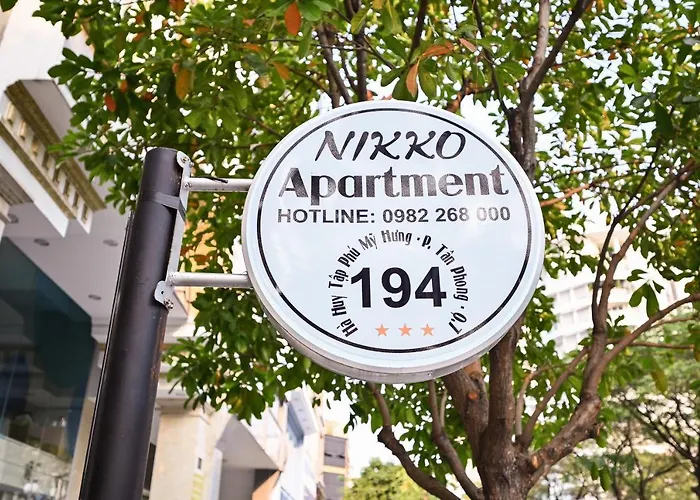 NIKKO
Apartment
HOTLINE: 0982 268 000
Hà Huy Tập Phú Mỹ Hưng · P. Tân Phong · Q.7
194